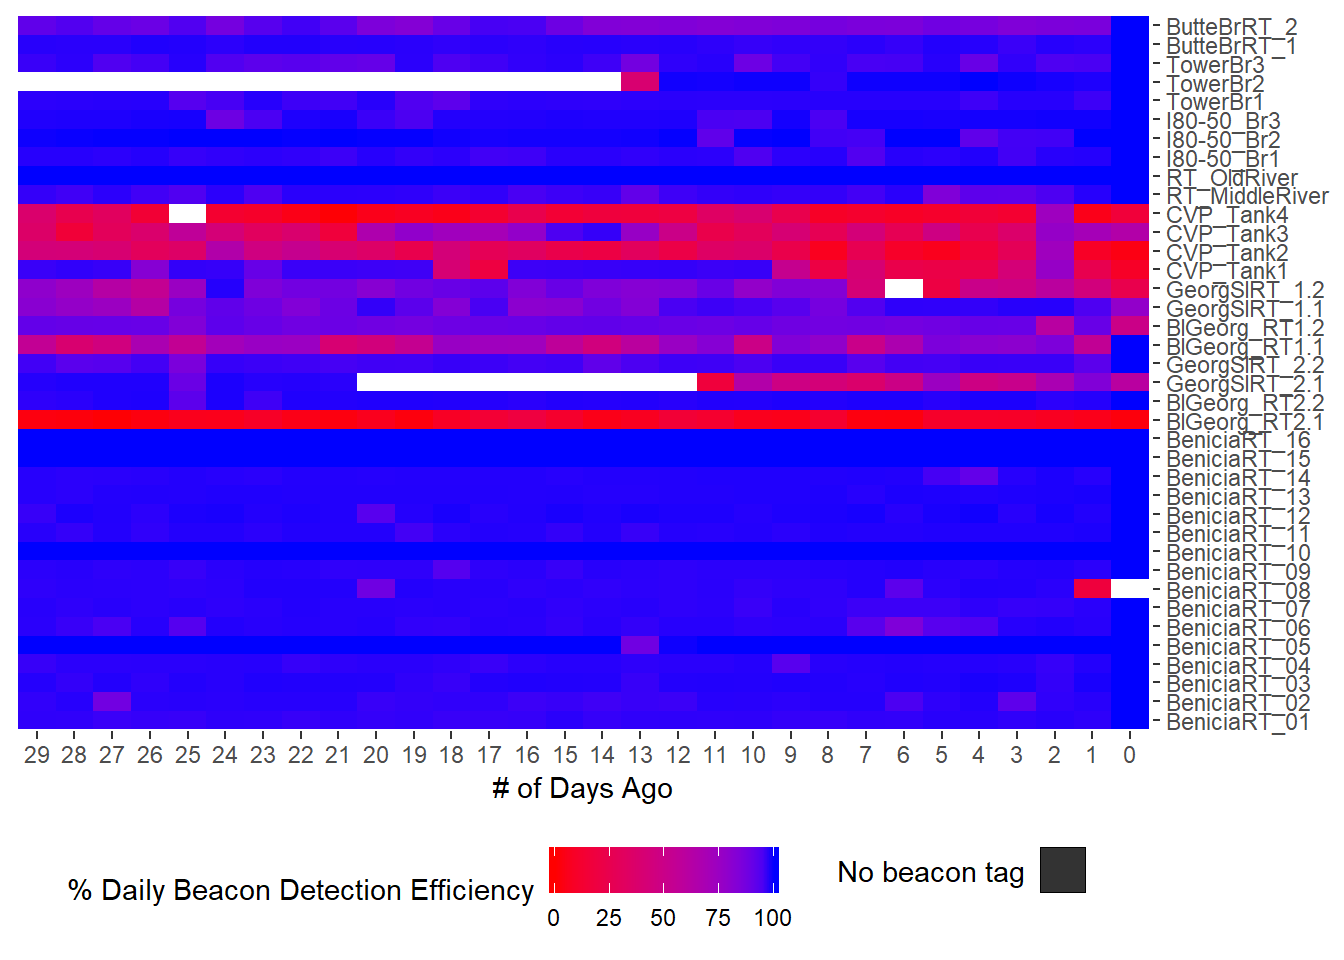 ButteBrRT_2
ButteBrRT_1
TowerBr3
TowerBr2
TowerBr1
I80-50_Br3
I80-50_Br2
I80-50_Br1
RT_OldRiver
RT_MiddleRiver
CVP_Tank4
CVP_Tank3
CVP_Tank2
CVP_Tank1
GeorgSlRT_1.2
GeorgSlRT_1.1
BlGeorg_RT1.2
BlGeorg_RT1.1
GeorgSlRT_2.2
GeorgSlRT_2.1
BlGeorg_RT2.2
BlGeorg_RT2.1
BeniciaRT_16
BeniciaRT_15
BeniciaRT_14
BeniciaRT_13
BeniciaRT_12
BeniciaRT_11
BeniciaRT_10
BeniciaRT_09
BeniciaRT_08
BeniciaRT_07
BeniciaRT_06
BeniciaRT_05
BeniciaRT_04
BeniciaRT_03
BeniciaRT_02
BeniciaRT_01
29 28 27 26 25 24 23 22 21 20 19 18 17 16 15 14 13 12 11 10 9 8 7 6 5 4 3 2 1 0
# of Days Ago
% Daily Beacon Detection Efficiency
0 25 50 75 100
No beacon tag